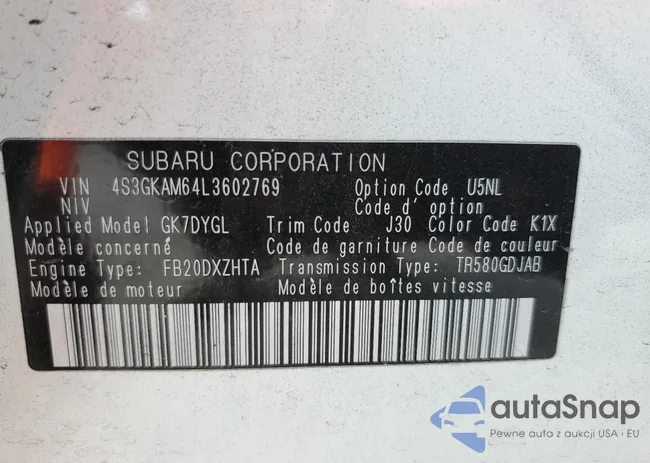 SUBARU CORPORATION
VIN 4S3GKAM64L3602769 Option Code U5NL
NIV Code d' option
Applied Model GK7DYGL Trim Code J30 Color Code K1X
Modèle concerné Code de garniture Code de couleur
Engine Type: FB20DXZHTA Transmission Type: TR580GDJAB
Modèle de moteur Modèle de boîtes vitesse
autaSnap
Pewne auta z aukcji USA i EU